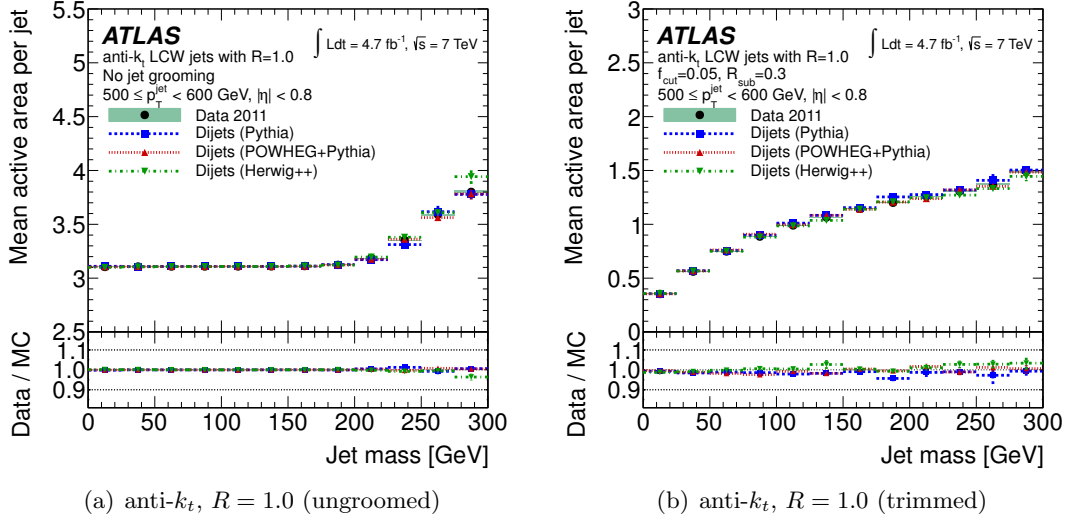 Mean active area per jet
5.5
5
4.5
4
3.5
3
2.5
ATLAS
∫ Ldt = 4.7 fb⁻¹, √s = 7 TeV
anti-kₜ LCW jets with R=1.0
No jet grooming
500 ≤ p_T^jet < 600 GeV, |η| < 0.8
Data 2011
Dijets (Pythia)
Dijets (POWHEG+Pythia)
Dijets (Herwig++)
Data / MC
1.1
1.0
0.9
0 50 100 150 200 250 300
Jet mass [GeV]
(a) anti-kₜ, R = 1.0 (ungroomed)
Mean active area per jet
3
2.5
2
1.5
1
0.5
0
ATLAS
∫ Ldt = 4.7 fb⁻¹, √s = 7 TeV
anti-kₜ LCW jets with R=1.0
f_cut=0.05, R_sub=0.3
500 ≤ p_T^jet < 600 GeV, |η| < 0.8
Data 2011
Dijets (Pythia)
Dijets (POWHEG+Pythia)
Dijets (Herwig++)
Data / MC
1.1
1.0
0.9
0 50 100 150 200 250 300
Jet mass [GeV]
(b) anti-kₜ, R = 1.0 (trimmed)